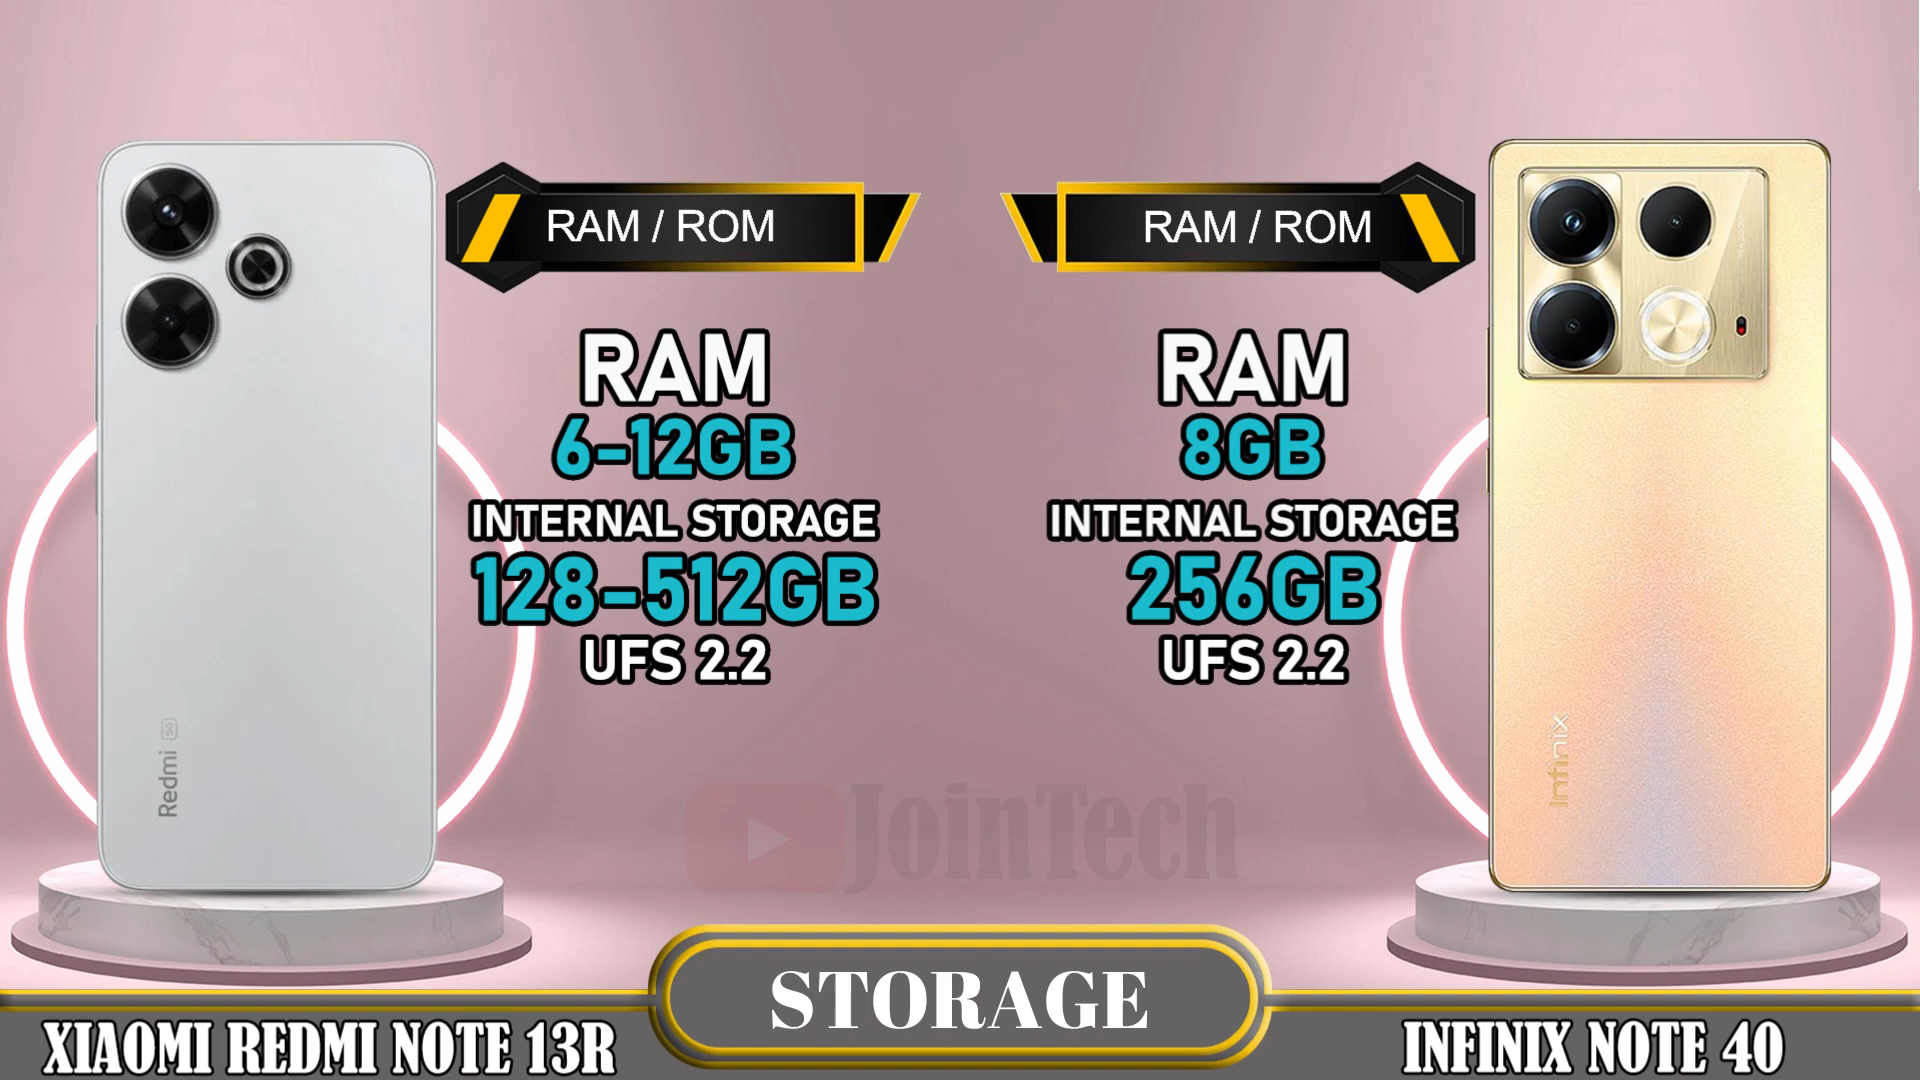 RAM / ROM
RAM
6-12GB
INTERNAL STORAGE
128-512GB
UFS 2.2
RAM / ROM
RAM
8GB
INTERNAL STORAGE
256GB
UFS 2.2
Redmi 5G
Infinix
JoinTech
STORAGE
XIAOMI REDMI NOTE 13R
INFINIX NOTE 40